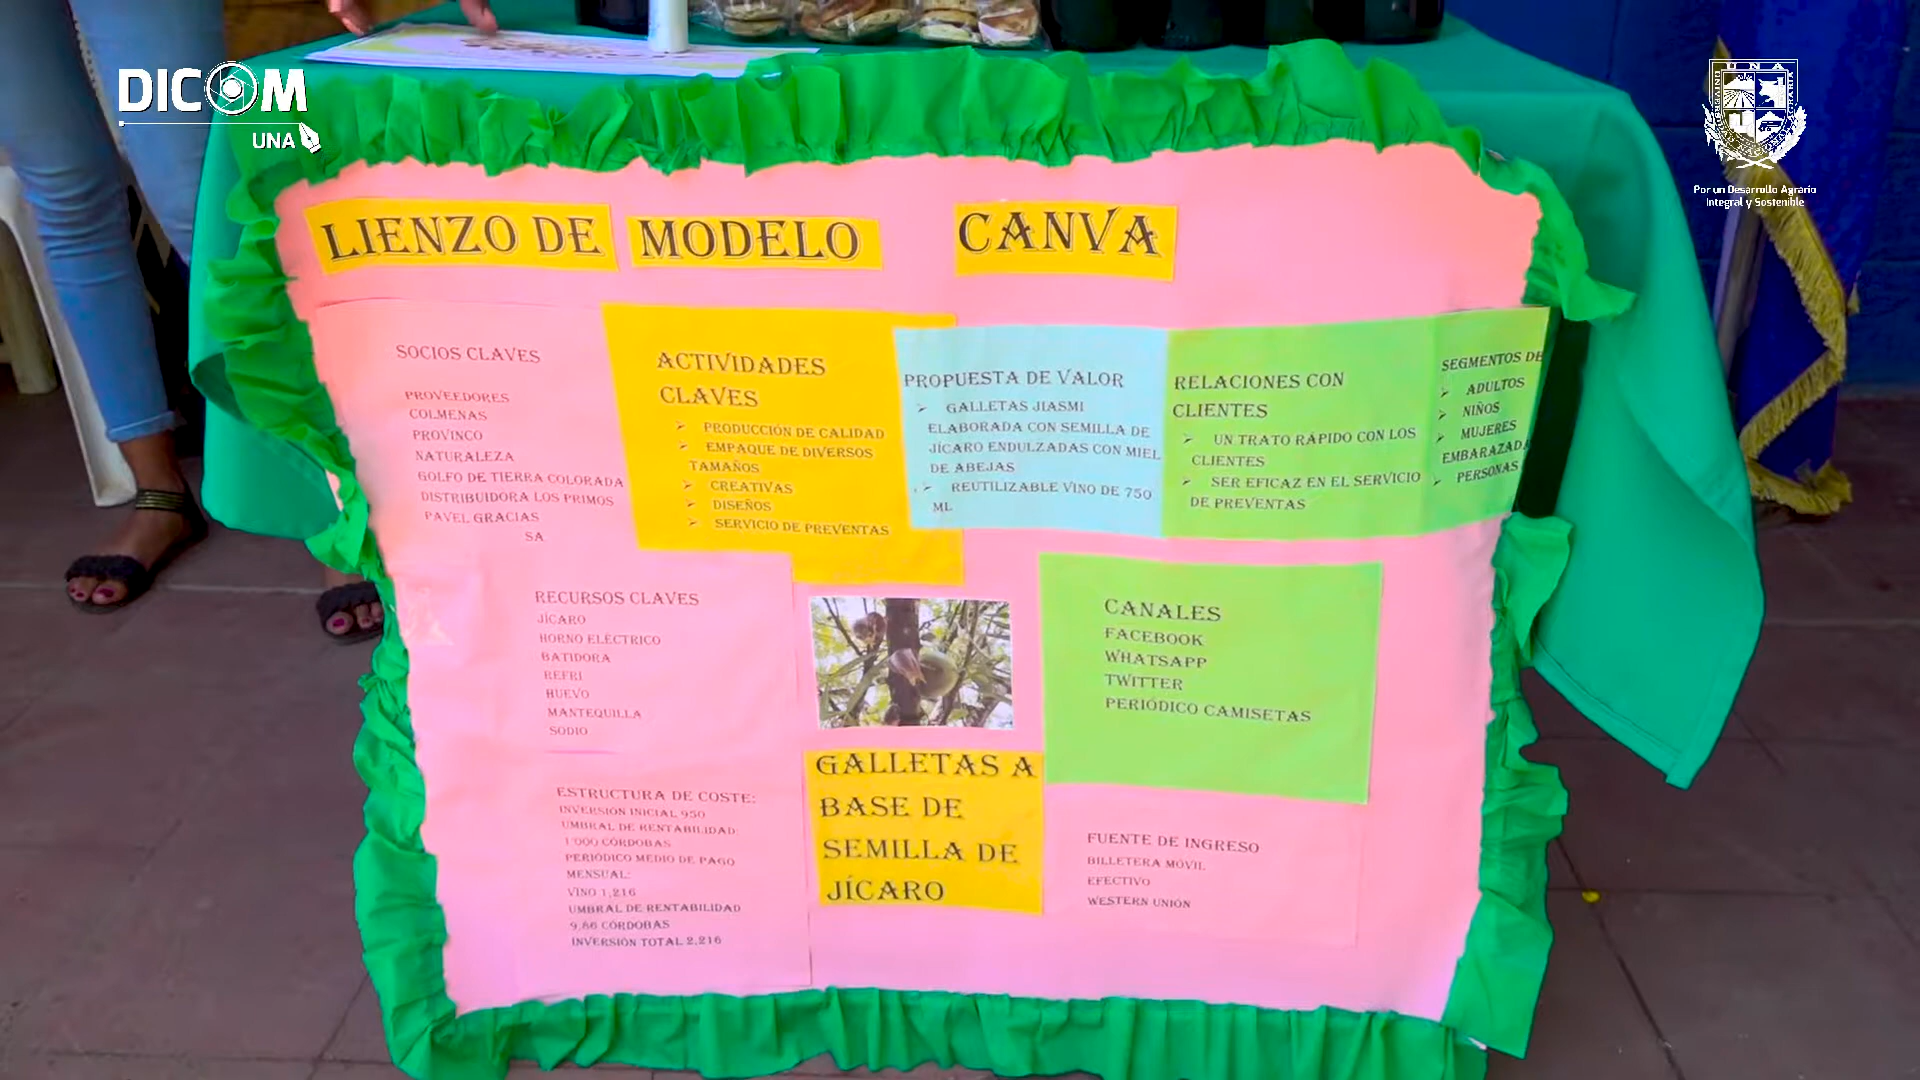 DICOM
UNA
UNA
Por un Desarrollo Agrario
Integral y Sostenible
LIENZO DE MODELO CANVA
SOCIOS CLAVES
PROVEEDORES
COLMENAS
PROVINCO
NATURALEZA
GOLFO DE TIERRA COLORADA
DISTRIBUIDORA LOS PRIMOS
PAVEL GRACIAS
SA
ACTIVIDADES
CLAVES
➢ PRODUCCIÓN DE CALIDAD
➢ EMPAQUE DE DIVERSOS
TAMAÑOS
➢ CREATIVAS
➢ DISEÑOS
➢ SERVICIO DE PREVENTAS
PROPUESTA DE VALOR
➢ GALLETAS JIASMI
ELABORADA CON SEMILLA DE
JÍCARO ENDULZADAS CON MIEL
DE ABEJAS
➢ REUTILIZABLE VINO DE 750
ML
RELACIONES CON
CLIENTES
➢ UN TRATO RÁPIDO CON LOS
CLIENTES
➢ SER EFICAZ EN EL SERVICIO
DE PREVENTAS
SEGMENTOS DE
➢ ADULTOS
➢ NIÑOS
➢ MUJERES
EMBARAZADA
➢ PERSONAS
RECURSOS CLAVES
JÍCARO
HORNO ELÉCTRICO
BATIDORA
REFRI
HUEVO
MANTEQUILLA
SODIO
CANALES
FACEBOOK
WHATSAPP
TWITTER
PERIÓDICO CAMISETAS
ESTRUCTURA DE COSTE:
INVERSIÓN INICIAL 950
UMBRAL DE RENTABILIDAD:
1'000 CÓRDOBAS
PERIÓDICO MEDIO DE PAGO
MENSUAL:
VINO 1,216
UMBRAL DE RENTABILIDAD
9,86 CÓRDOBAS
INVERSIÓN TOTAL 2,216
GALLETAS A
BASE DE
SEMILLA DE
JÍCARO
FUENTE DE INGRESO
BILLETERA MÓVIL
EFECTIVO
WESTERN UNIÓN